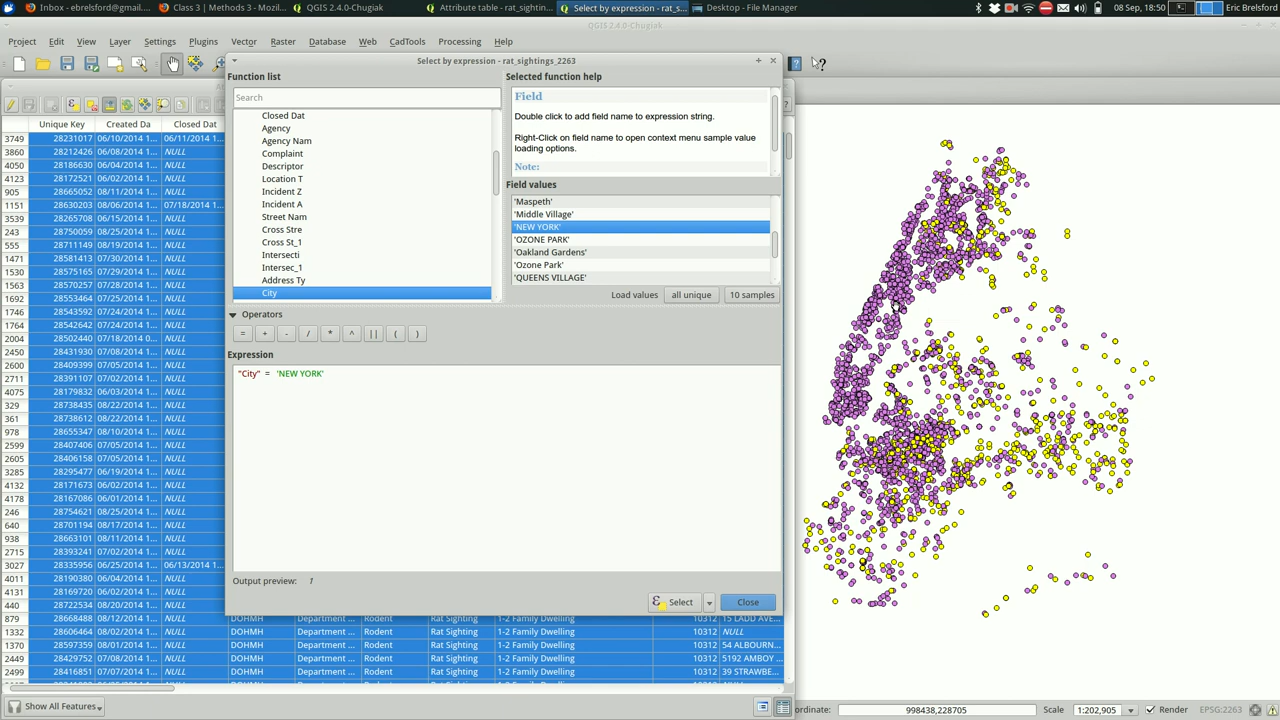 Inbox - ebrelsford@gmail....
Class 3 | Methods 3 - Mozil...
QGIS 2.4.0-Chugiak
Attribute table - rat_sightin...
Select by expression - rat_s...
Desktop - File Manager
08 Sep, 18:50
Eric Brelsford
QGIS 2.4.0-Chugiak
Project Edit View Layer Settings Plugins Vector Raster Database Web CadTools Processing Help
Select by expression - rat_sightings_2263
Function list
Search
Closed Dat
Agency
Agency Nam
Complaint
Descriptor
Location T
Incident Z
Incident A
Street Nam
Cross Stre
Cross St_1
Intersecti
Intersec_1
Address Ty
City
Selected function help
Field
Double click to add field name to expression string.
Right-Click on field name to open context menu sample value
loading options.
Note:
Field values
'Maspeth'
'Middle Village'
'NEW YORK'
'OZONE PARK'
'Oakland Gardens'
'Ozone Park'
'QUEENS VILLAGE'
Load values all unique 10 samples
Operators
= + - / * ^ || ( )
Expression
"City" = 'NEW YORK'
Output preview: 1
Select Close
Unique Key Created Da Closed Dat
3749 28231017 06/10/2014 1... 06/11/2014 1...
3860 28212426 06/08/2014 1... NULL
4050 28186630 06/04/2014 1... NULL
4128 28172521 06/02/2014 1... NULL
905 28665052 08/11/2014 1... NULL
1151 28630203 08/06/2014 1... 07/18/2014 1...
3539 28265708 06/15/2014 1... NULL
243 28750059 08/25/2014 1... NULL
555 28711149 08/19/2014 1... NULL
1471 28581413 07/30/2014 1... NULL
1530 28575165 07/29/2014 1... NULL
1563 28570257 07/28/2014 1... NULL
1692 28553464 07/25/2014 1... NULL
1746 28543592 07/24/2014 1... NULL
1764 28542642 07/24/2014 1... NULL
2004 28502440 07/18/2014 0... NULL
2450 28431930 07/08/2014 1... NULL
2600 28409399 07/05/2014 1... NULL
2711 28391107 07/02/2014 1... NULL
4075 28179832 06/03/2014 1... NULL
329 28738435 08/22/2014 1... NULL
361 28738612 08/22/2014 1... NULL
978 28655347 08/10/2014 1... NULL
2599 28407406 07/05/2014 1... NULL
2605 28406158 07/05/2014 1... NULL
3285 28295477 06/19/2014 1... NULL
4132 28171673 06/02/2014 1... NULL
4178 28167086 06/01/2014 1... NULL
246 28754621 08/25/2014 1... NULL
640 28701194 08/17/2014 1... NULL
938 28663101 08/11/2014 1... NULL
2715 28393241 07/02/2014 1... NULL
3027 28335956 06/25/2014 1... 06/13/2014 1...
4011 28190380 06/04/2014 1... NULL
4131 28169720 06/02/2014 1... NULL
440 28722534 08/20/2014 1... NULL
879 28668488 08/12/2014 1... NULL DOHMH Department ... Rodent Rat Sighting 1-2 Family Dwelling 10312 15 LADD AVE...
1332 28606464 08/02/2014 1... NULL DOHMH Department ... Rodent Rat Sighting 1-2 Family Dwelling 10312 NULL
1370 28597359 08/01/2014 1... NULL DOHMH Department ... Rodent Rat Sighting 1-2 Family Dwelling 10312 54 ALBOURN...
2449 28429752 07/08/2014 1... NULL DOHMH Department ... Rodent Rat Sighting 1-2 Family Dwelling 10312 5192 AMBOY ...
2473 28416851 07/07/2014 1... NULL DOHMH Department ... Rodent Rat Sighting 1-2 Family Dwelling 10312 39 STRAWBE...
Show All Features
ordinate: 998438,228705 Scale 1:202,905 Render EPSG:2263